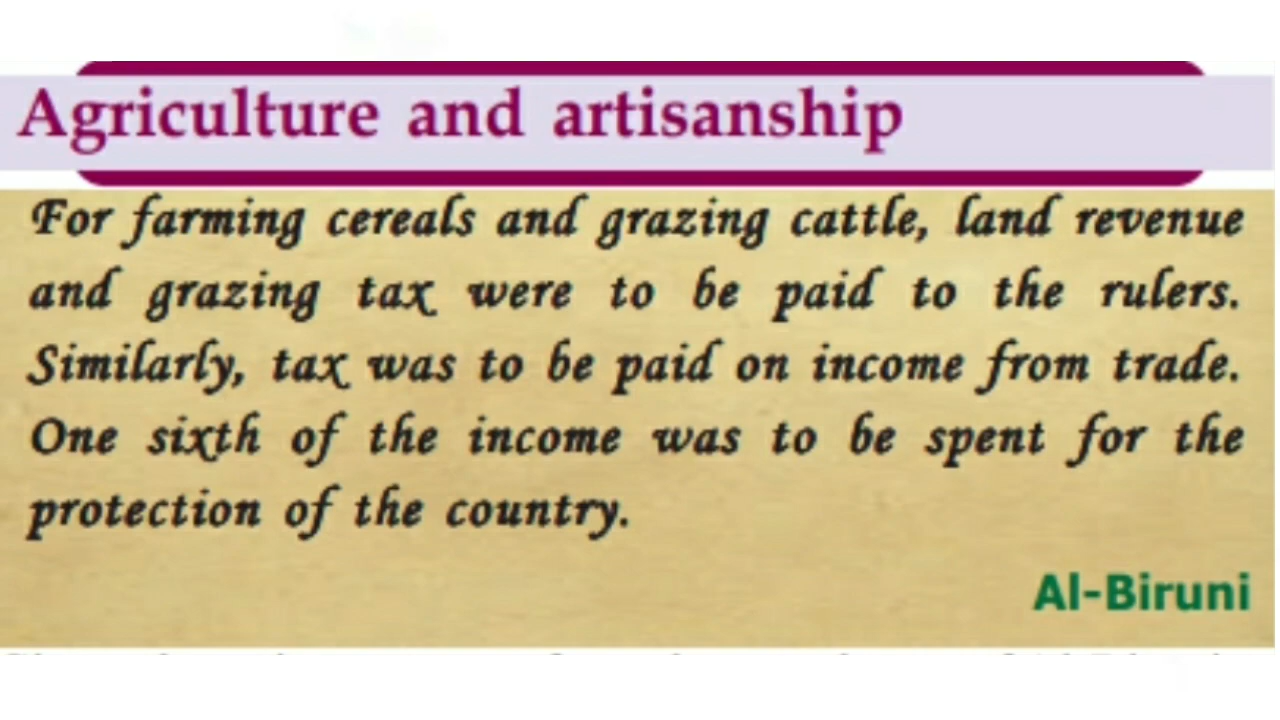 Agriculture and artisanship
For farming cereals and grazing cattle, land revenue
and grazing tax were to be paid to the rulers.
Similarly, tax was to be paid on income from trade.
One sixth of the income was to be spent for the
protection of the country.
Al-Biruni